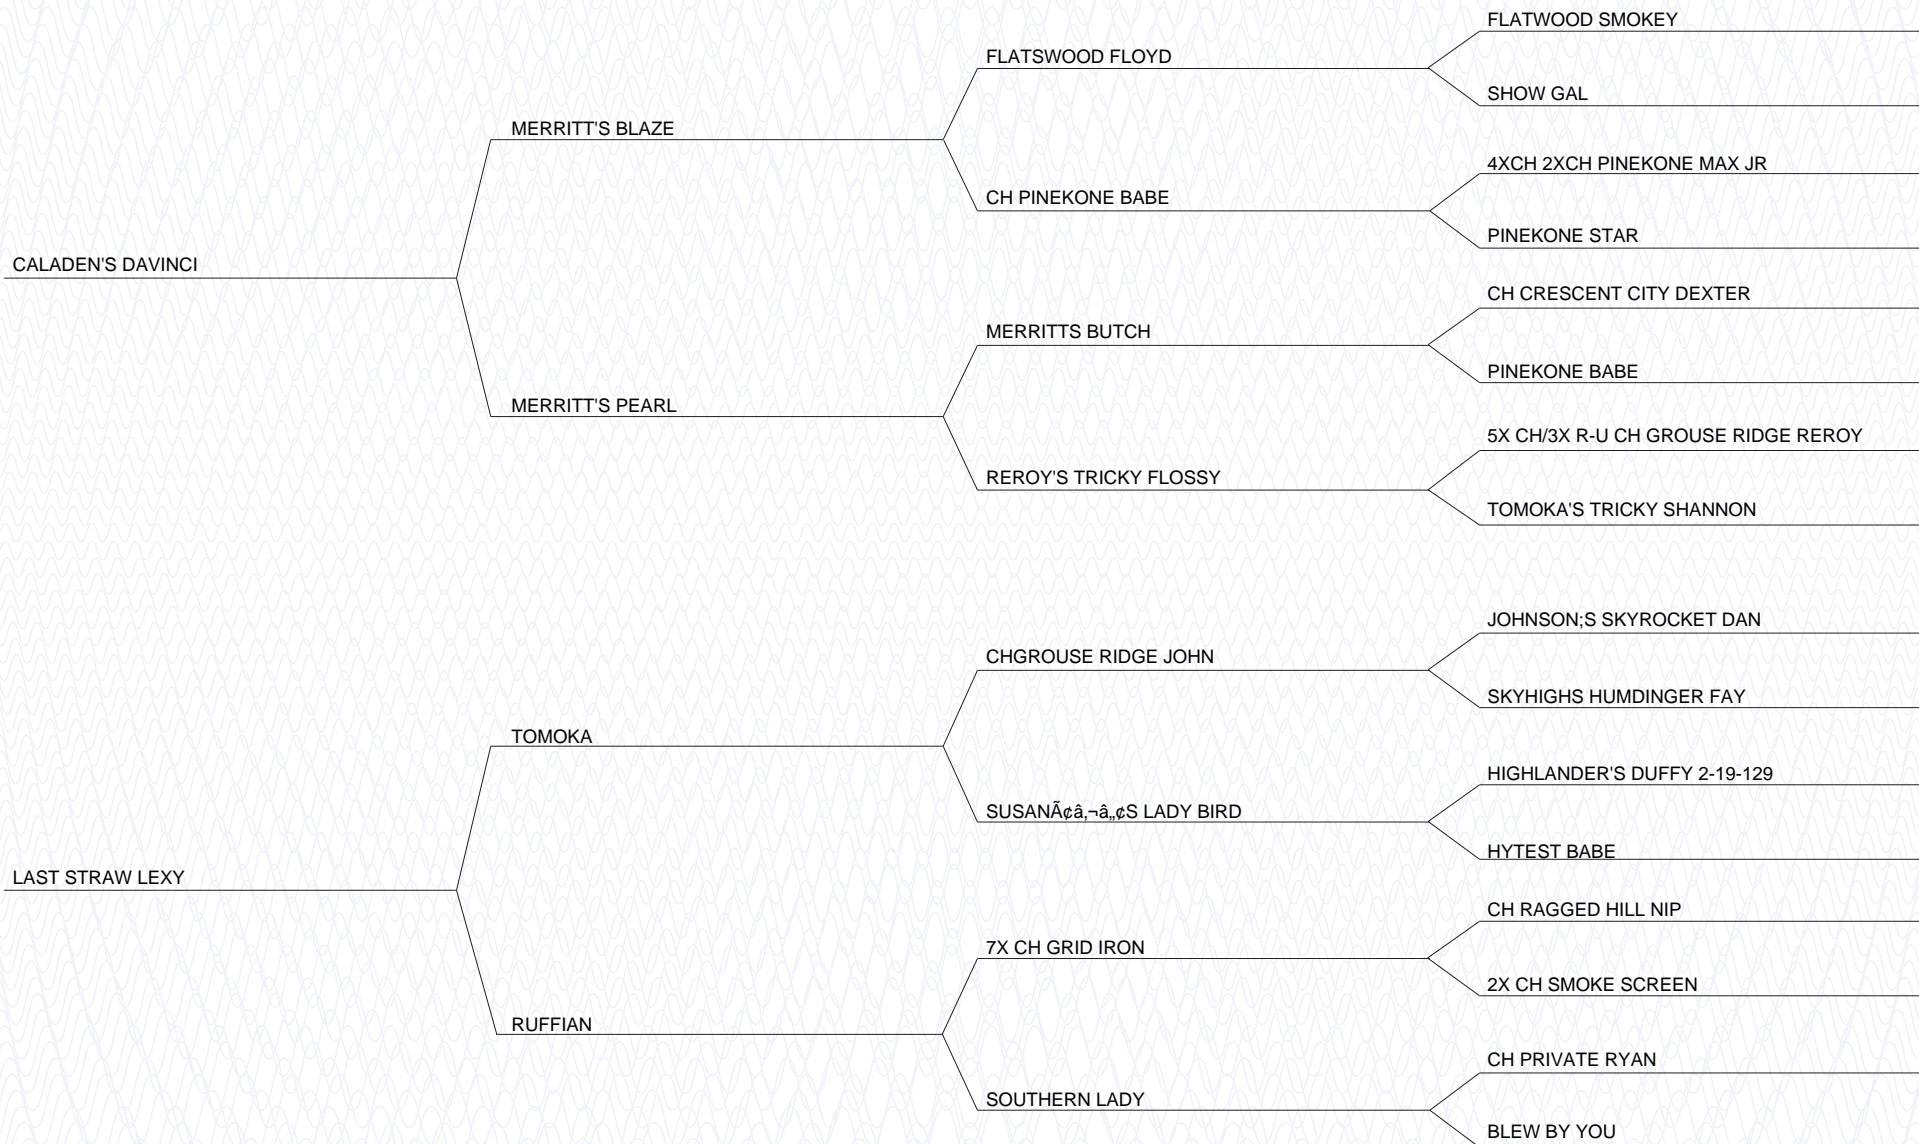 FLATWOOD SMOKEY
FLATSWOOD FLOYD
SHOW GAL
MERRITT'S BLAZE
4XCH 2XCH PINEKONE MAX JR
CH PINEKONE BABE
PINEKONE STAR
CALADEN'S DAVINCI
CH CRESCENT CITY DEXTER
MERRITTS BUTCH
PINEKONE BABE
MERRITT'S PEARL
5X CH/3X R-U CH GROUSE RIDGE REROY
REROY'S TRICKY FLOSSY
TOMOKA'S TRICKY SHANNON
JOHNSON;S SKYROCKET DAN
CHGROUSE RIDGE JOHN
SKYHIGHS HUMDINGER FAY
TOMOKA
HIGHLANDER'S DUFFY 2-19-129
SUSANÃ¢â‚¬â„¢S LADY BIRD
HYTEST BABE
LAST STRAW LEXY
CH RAGGED HILL NIP
7X CH GRID IRON
2X CH SMOKE SCREEN
RUFFIAN
CH PRIVATE RYAN
SOUTHERN LADY
BLEW BY YOU